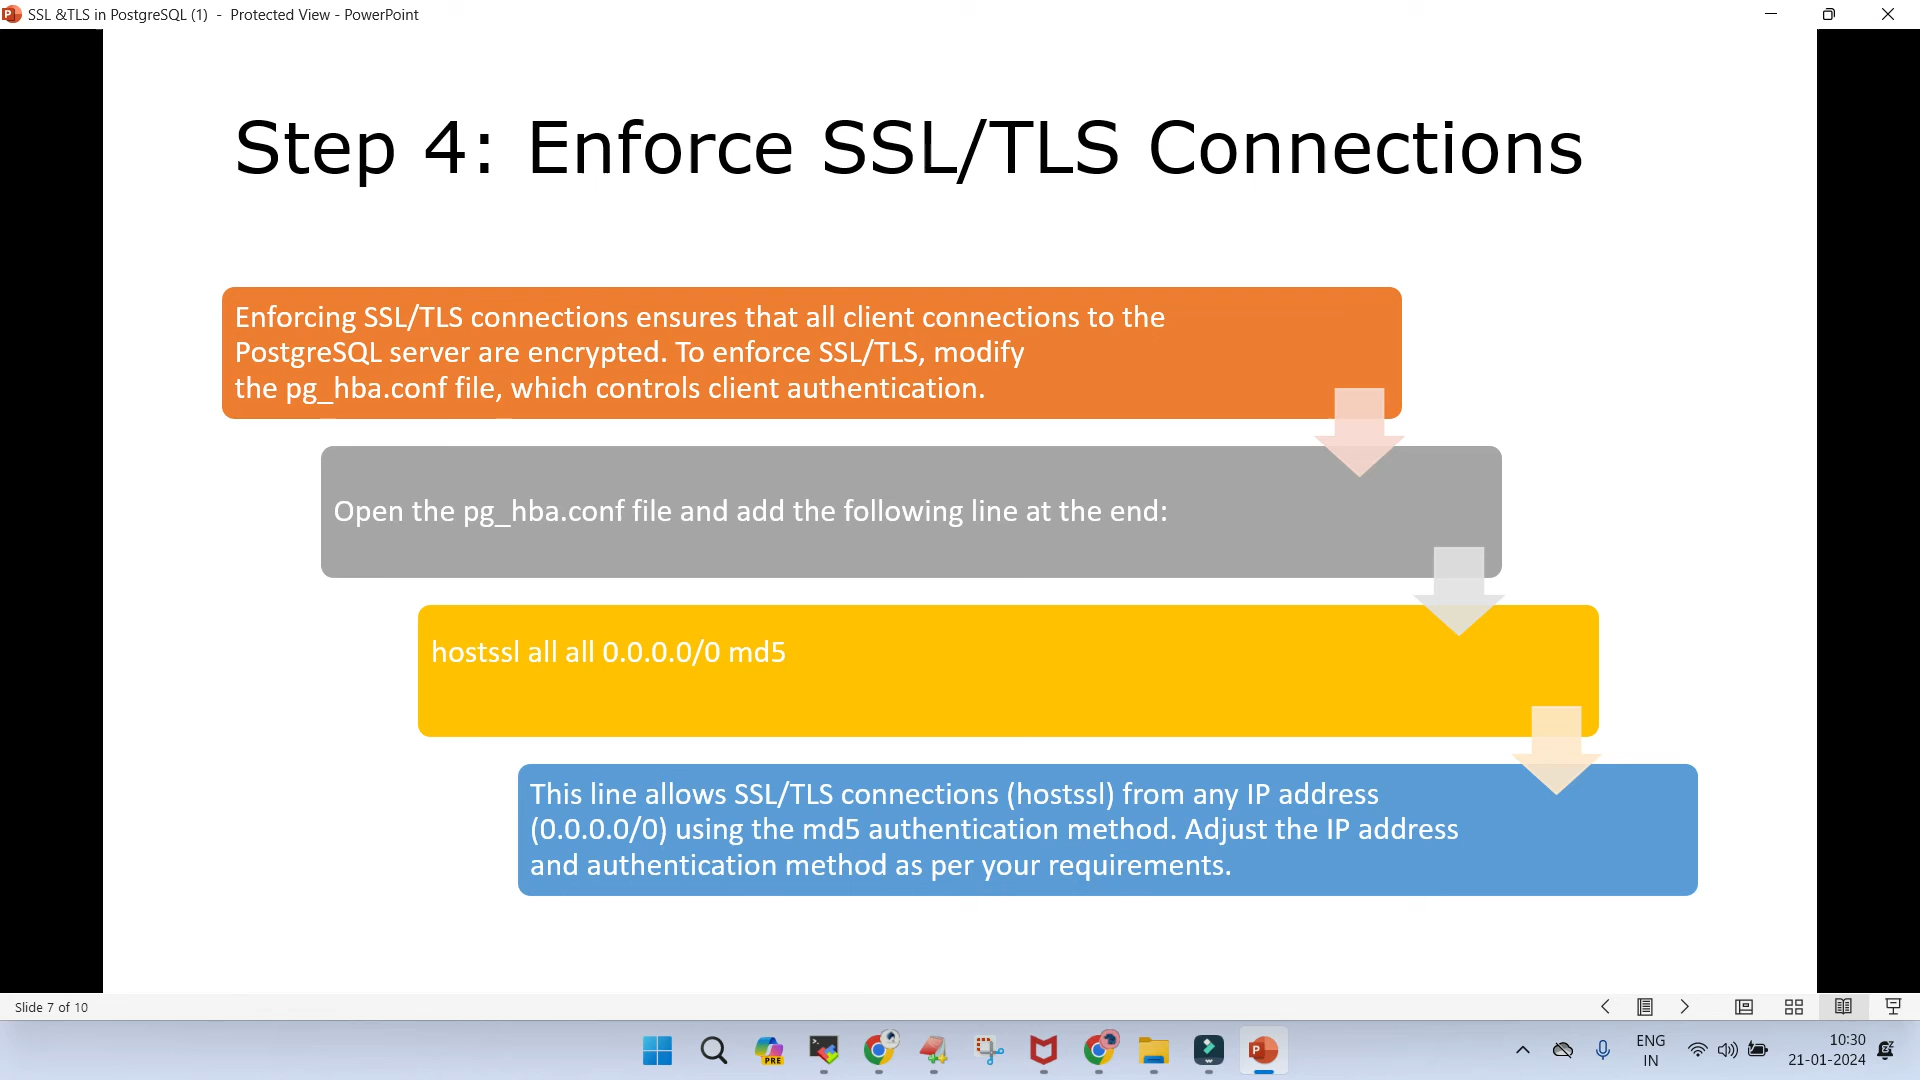 SSL &TLS in PostgreSQL (1) - Protected View - PowerPoint
Step 4: Enforce SSL/TLS Connections
Enforcing SSL/TLS connections ensures that all client connections to the
PostgreSQL server are encrypted. To enforce SSL/TLS, modify
the pg_hba.conf file, which controls client authentication.
Open the pg_hba.conf file and add the following line at the end:
hostssl all all 0.0.0.0/0 md5
This line allows SSL/TLS connections (hostssl) from any IP address
(0.0.0.0/0) using the md5 authentication method. Adjust the IP address
and authentication method as per your requirements.
Slide 7 of 10
PRE
ENG
IN
10:30
21-01-2024